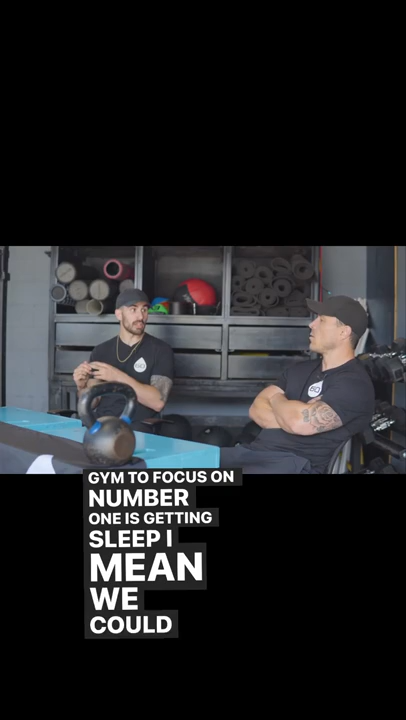 GYM TO FOCUS ON
NUMBER
ONE IS GETTING
SLEEP I
MEAN
WE
COULD